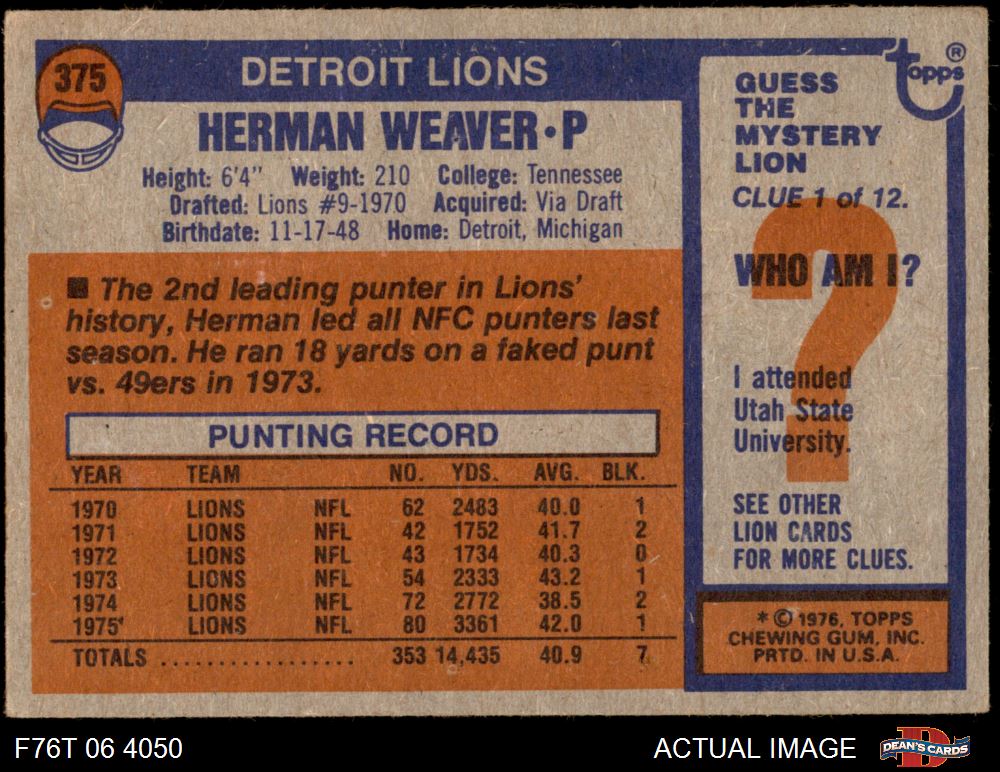 375
DETROIT LIONS
HERMAN WEAVER • P
Height: 6'4" Weight: 210 College: Tennessee
Drafted: Lions #9-1970 Acquired: Via Draft
Birthdate: 11-17-48 Home: Detroit, Michigan
■ The 2nd leading punter in Lions'
history, Herman led all NFC punters last
season. He ran 18 yards on a faked punt
vs. 49ers in 1973.
PUNTING RECORD
YEAR TEAM NO. YDS. AVG. BLK.
1970 LIONS NFL 62 2483 40.0 1
1971 LIONS NFL 42 1752 41.7 2
1972 LIONS NFL 43 1734 40.3 0
1973 LIONS NFL 54 2333 43.2 1
1974 LIONS NFL 72 2772 38.5 2
1975 LIONS NFL 80 3361 42.0 1
TOTALS .................. 353 14,435 40.9 7
Topps ®
GUESS
THE
MYSTERY
LION
CLUE 1 of 12.
?
WHO AM I?
I attended
Utah State
University.
SEE OTHER
LION CARDS
FOR MORE CLUES.
* © 1976, TOPPS
CHEWING GUM, INC.
PRTD. IN U.S.A.
F76T 06 4050
ACTUAL IMAGE
DEAN'S CARDS